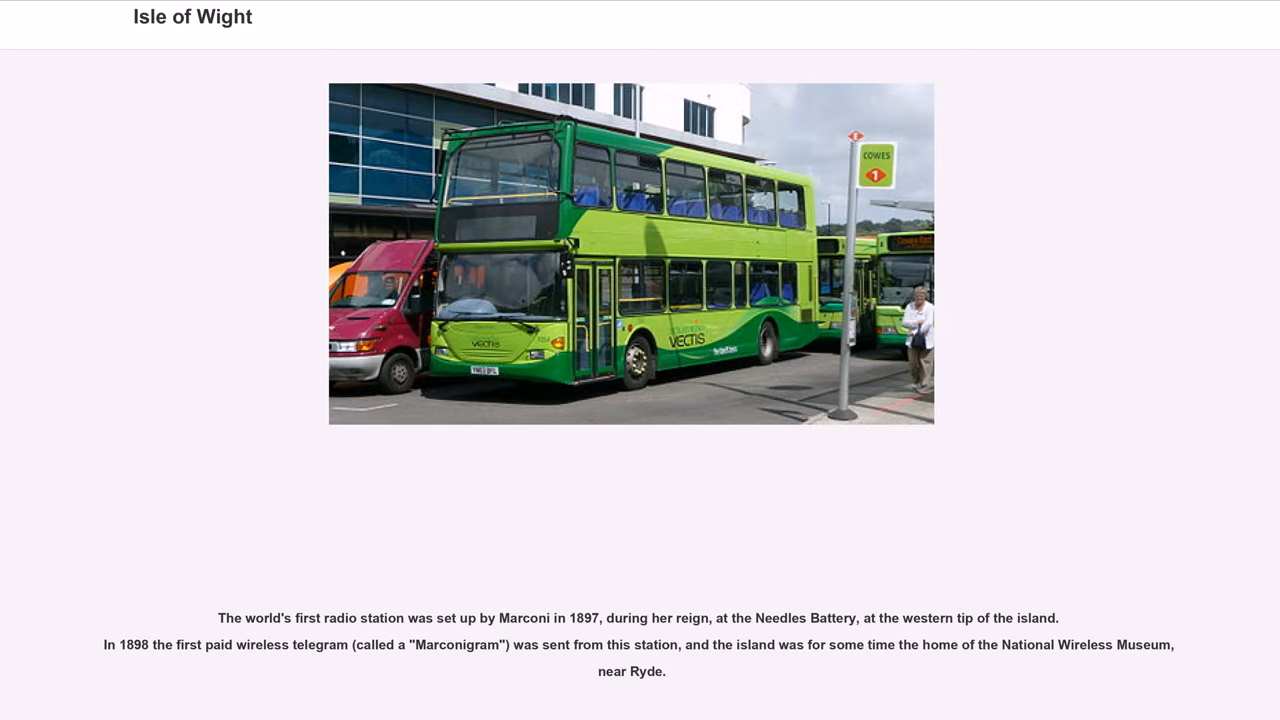 Isle of Wight
E
COWES
1
VECTIS
VECTIS
The world's first radio station was set up by Marconi in 1897, during her reign, at the Needles Battery, at the western tip of the island.
In 1898 the first paid wireless telegram (called a "Marconigram") was sent from this station, and the island was for some time the home of the National Wireless Museum,
near Ryde.